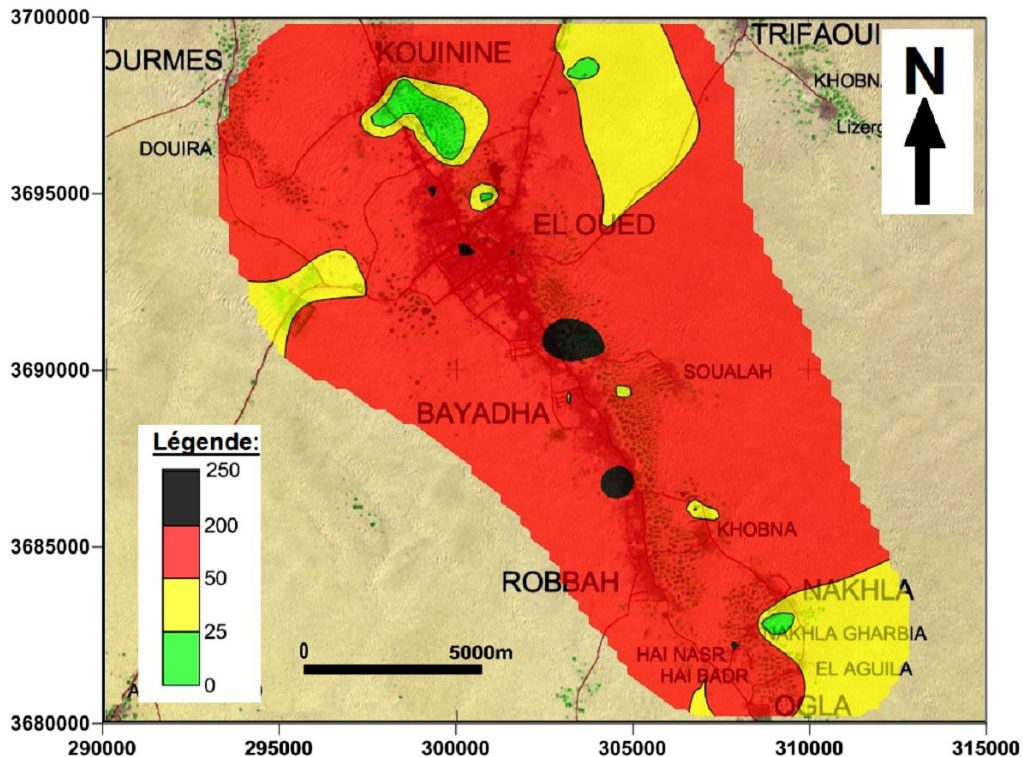 3700000
TRIFAOUI
OURMES
KOUININE
N
KHOBN
Lizerg
DOUIRA
3695000
EL OUED
3690000
SOUALAH
BAYADHA
Légende:
250
200
50
25
0
3685000
KHOBNA
ROBBAH
NAKHLA
NAKHLA GHARBIA
0
5000m
HAI NASR
EL AGUILA
HAI BADR
OGLA
3680000
290000
295000
300000
305000
310000
315000